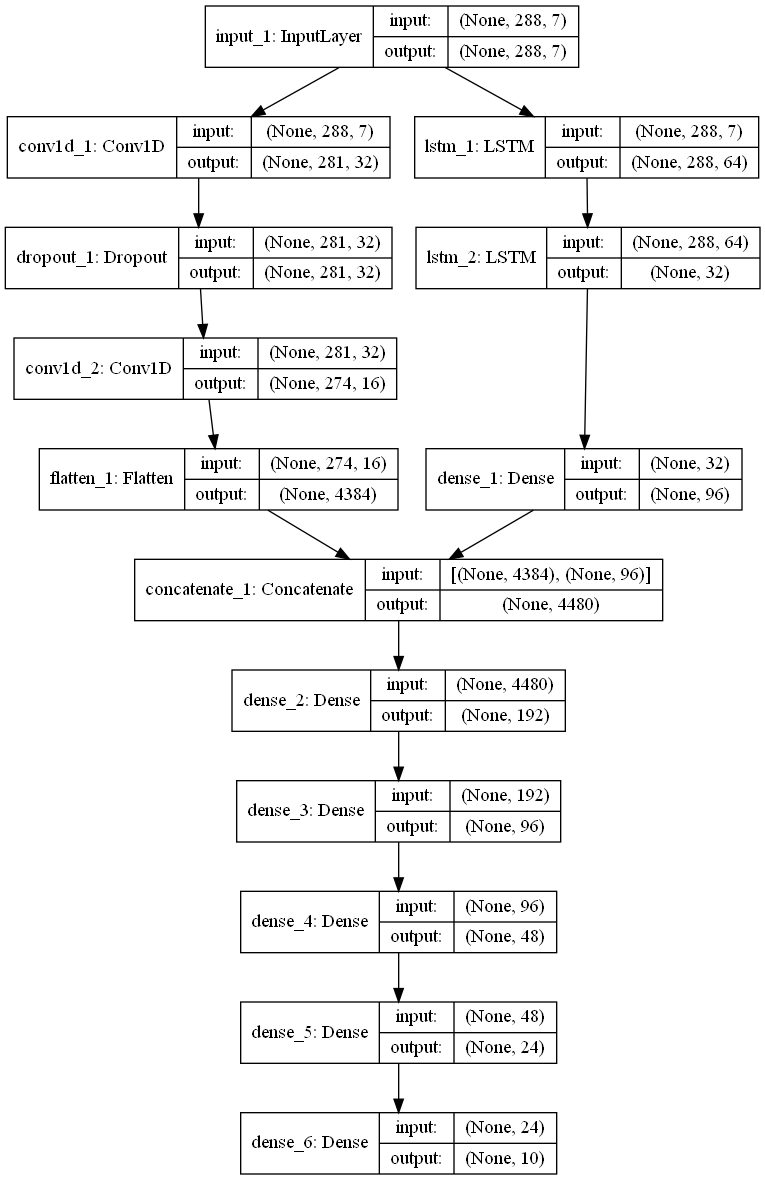 input_1: InputLayer input: (None, 288, 7)
output: (None, 288, 7)
conv1d_1: Conv1D input: (None, 288, 7)
output: (None, 281, 32)
lstm_1: LSTM input: (None, 288, 7)
output: (None, 288, 64)
dropout_1: Dropout input: (None, 281, 32)
output: (None, 281, 32)
lstm_2: LSTM input: (None, 288, 64)
output: (None, 32)
conv1d_2: Conv1D input: (None, 281, 32)
output: (None, 274, 16)
flatten_1: Flatten input: (None, 274, 16)
output: (None, 4384)
dense_1: Dense input: (None, 32)
output: (None, 96)
concatenate_1: Concatenate input: [(None, 4384), (None, 96)]
output: (None, 4480)
dense_2: Dense input: (None, 4480)
output: (None, 192)
dense_3: Dense input: (None, 192)
output: (None, 96)
dense_4: Dense input: (None, 96)
output: (None, 48)
dense_5: Dense input: (None, 48)
output: (None, 24)
dense_6: Dense input: (None, 24)
output: (None, 10)